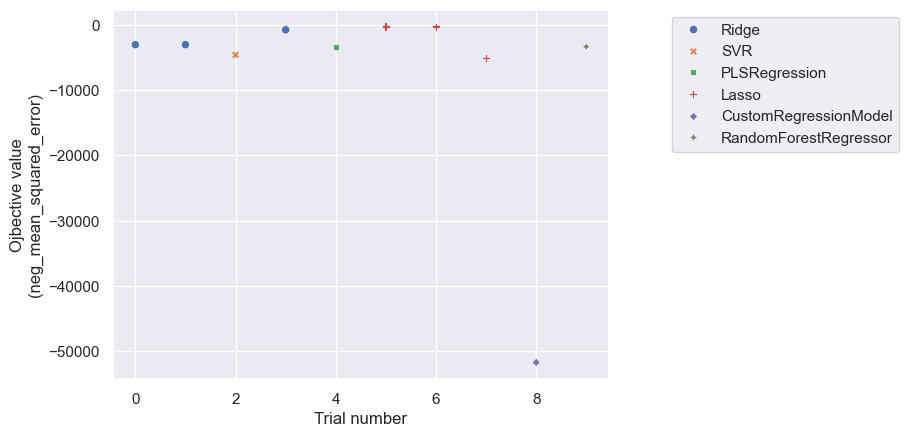 0
−10000
−20000
−30000
−40000
−50000
Ojbective value
(neg_mean_squared_error)
0 2 4 6 8
Trial number
Ridge
SVR
PLSRegression
Lasso
CustomRegressionModel
RandomForestRegressor